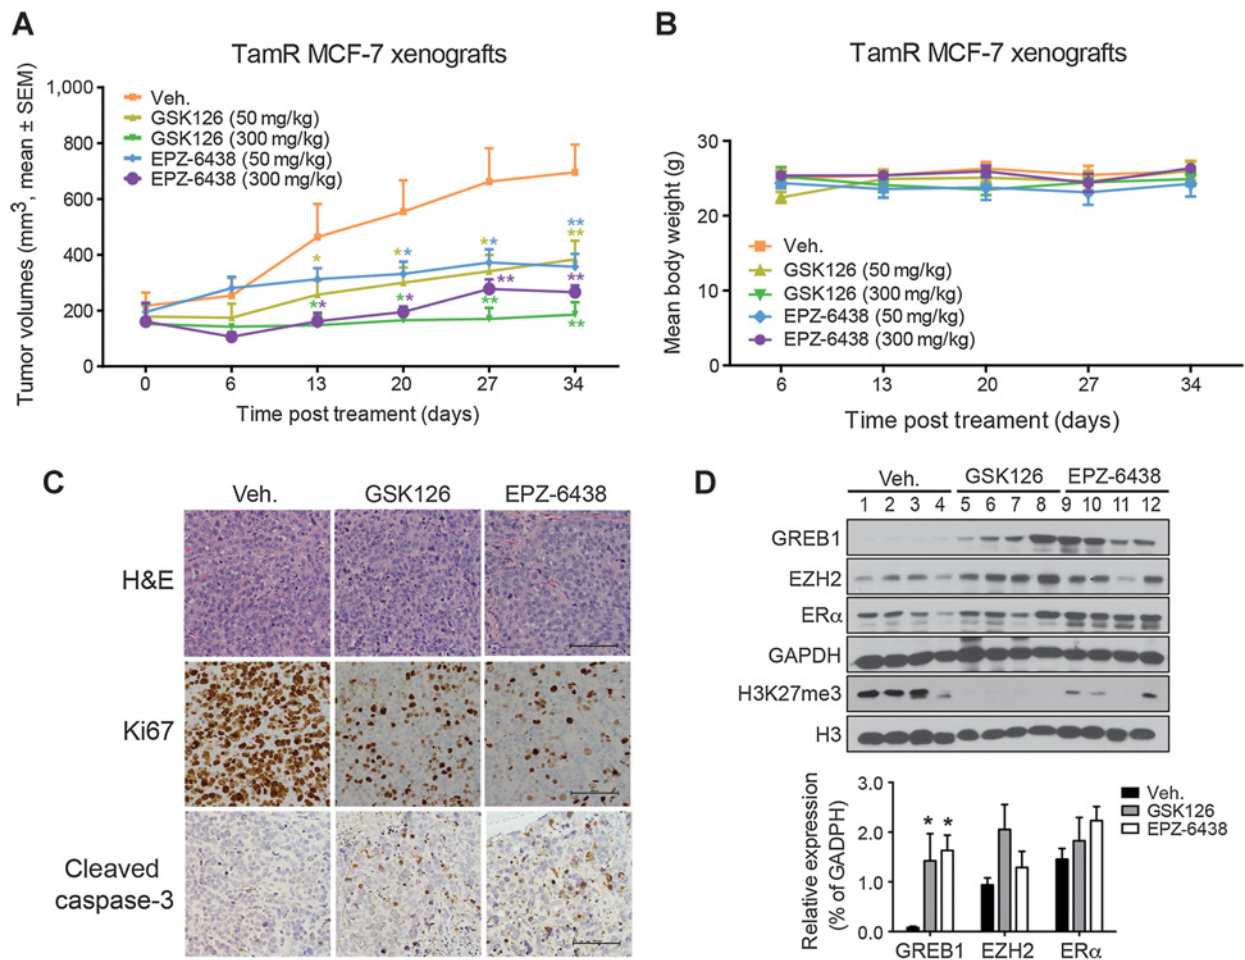 A
TamR MCF-7 xenografts
Tumor volumes (mm³, mean ± SEM)
1,000
800
600
400
200
0
Veh.
GSK126 (50 mg/kg)
GSK126 (300 mg/kg)
EPZ-6438 (50 mg/kg)
EPZ-6438 (300 mg/kg)
*
* *
* *
**
**
* *
* *
**
**
**
**
0 6 13 20 27 34
Time post treament (days)
B
TamR MCF-7 xenografts
Mean body weight (g)
30
20
10
0
Veh.
GSK126 (50 mg/kg)
GSK126 (300 mg/kg)
EPZ-6438 (50 mg/kg)
EPZ-6438 (300 mg/kg)
6 13 20 27 34
Time post treament (days)
C
Veh. GSK126 EPZ-6438
H&E
Ki67
Cleaved
caspase-3
D
Veh. GSK126 EPZ-6438
1 2 3 4 5 6 7 8 9 10 11 12
GREB1
EZH2
ERα
GAPDH
H3K27me3
H3
Relative expression
(% of GADPH)
3.0
2.0
1.0
0.0
* *
Veh.
GSK126
EPZ-6438
GREB1 EZH2 ERα